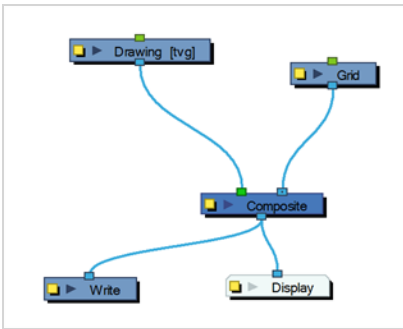 Drawing [tvg]
Grid
Composite
Write
Display